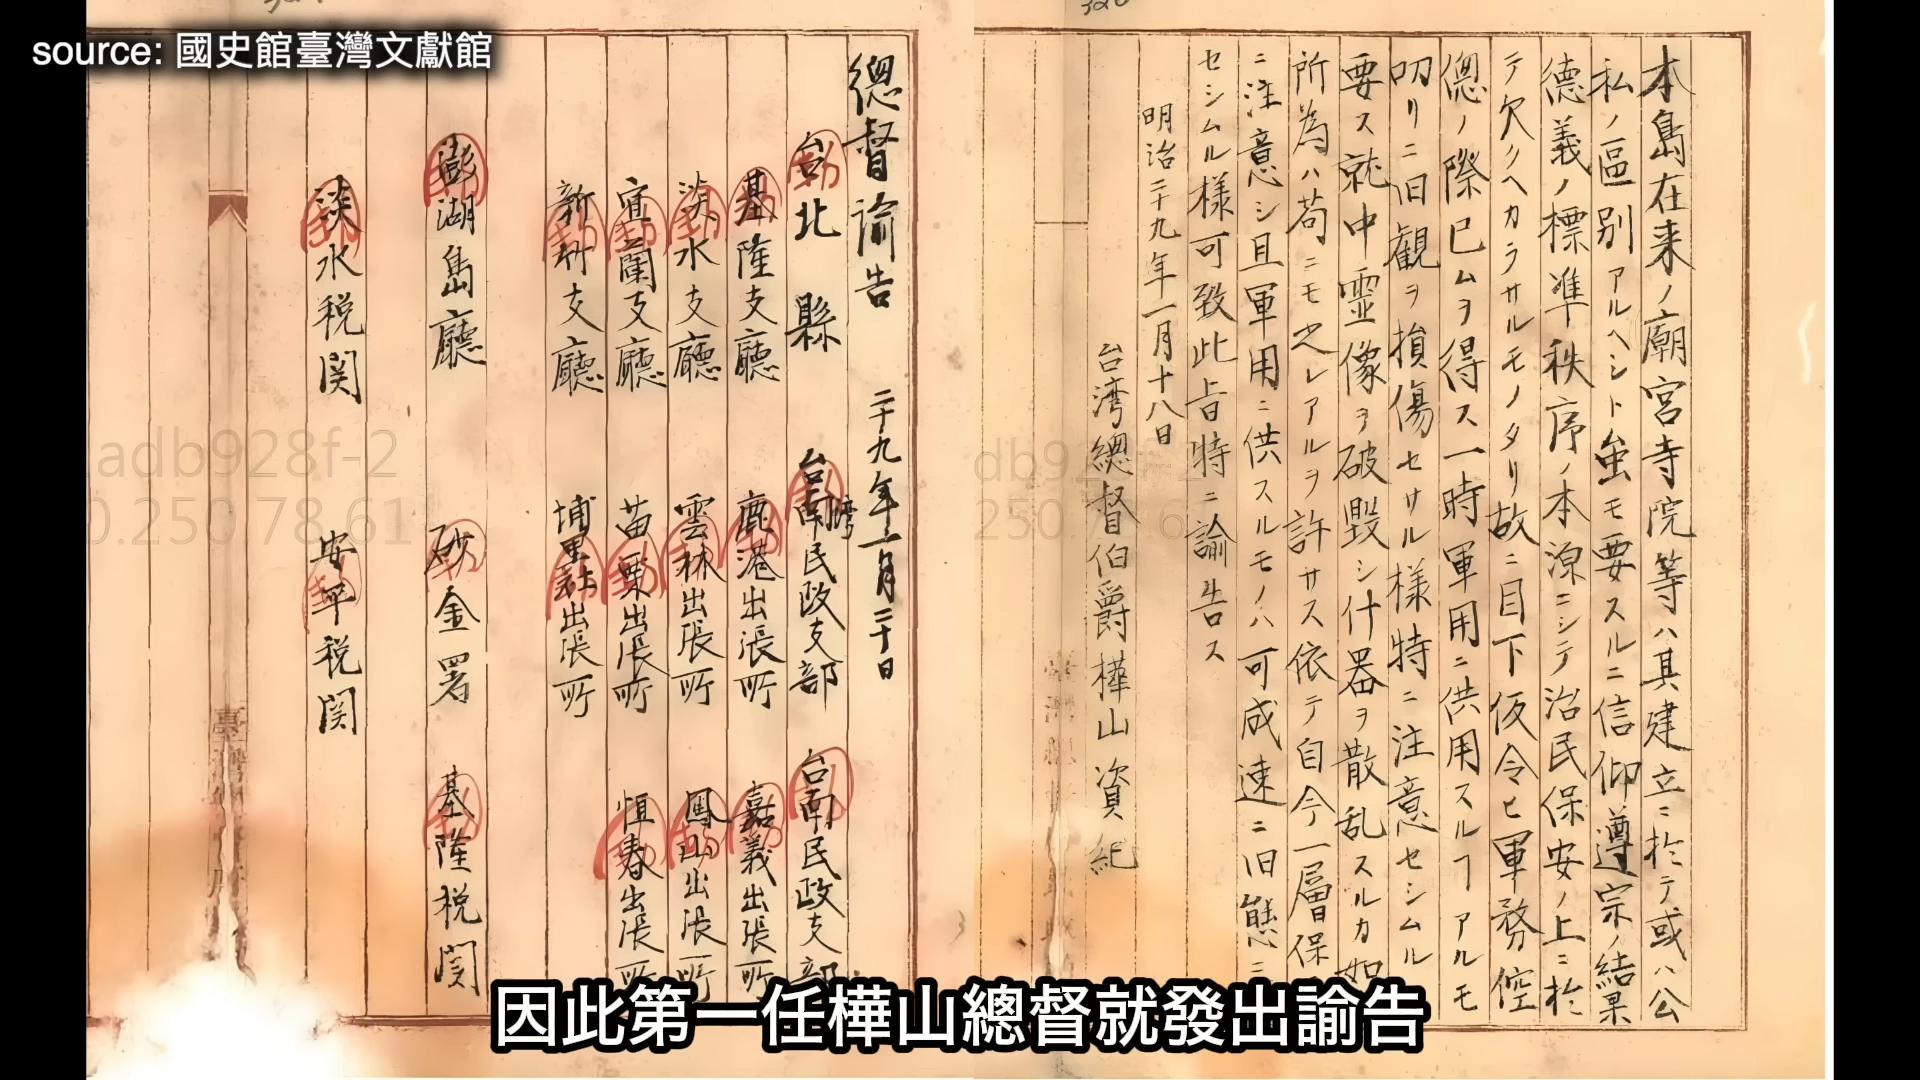 source: 國史館臺灣文獻館
本島在来ノ廟宮寺院等ハ其建立ニ於テ或ハ公
私ノ區別アルヘシト虽モ要スルニ信仰遵宗ノ結果
德義ノ標準秩序ノ本源ニシテ治民保安ノ上ニ於
テ欠クヘカラサルモノタリ故ニ目下仮令ヒ軍務倥
偬ノ際已ムヲ得ス一時軍用ニ供用スルヿアルモ
叨リニ旧観ヲ損傷セサル様特ニ注意セシムル
要ス就中霊像ヲ破毀シ什器ヲ散乱スルカ如
所為ハ苟ニモ之レアルヲ許サス依テ自今一層保
ニ注意シ且軍用ニ供スルモノハ可成速ニ旧態ニ
セシムル様可致此旨特ニ諭告ス
明治二十九年一月十八日
台湾總督伯爵樺山資紀
總督諭告 二十九年一月二十日
台北縣 台湾民政支部 台南民政支部
基隆支廳 鹿港出張所 嘉義出張所
淡水支廳 雲林出張所 鳳山出張所
宜蘭支廳 苗栗出張所 恒春出張所
新竹支廳 埔里社出張所
澎湖島廳 砂金署 基隆税関
淡水税関 安平税関
因此第一任樺山總督就發出諭告